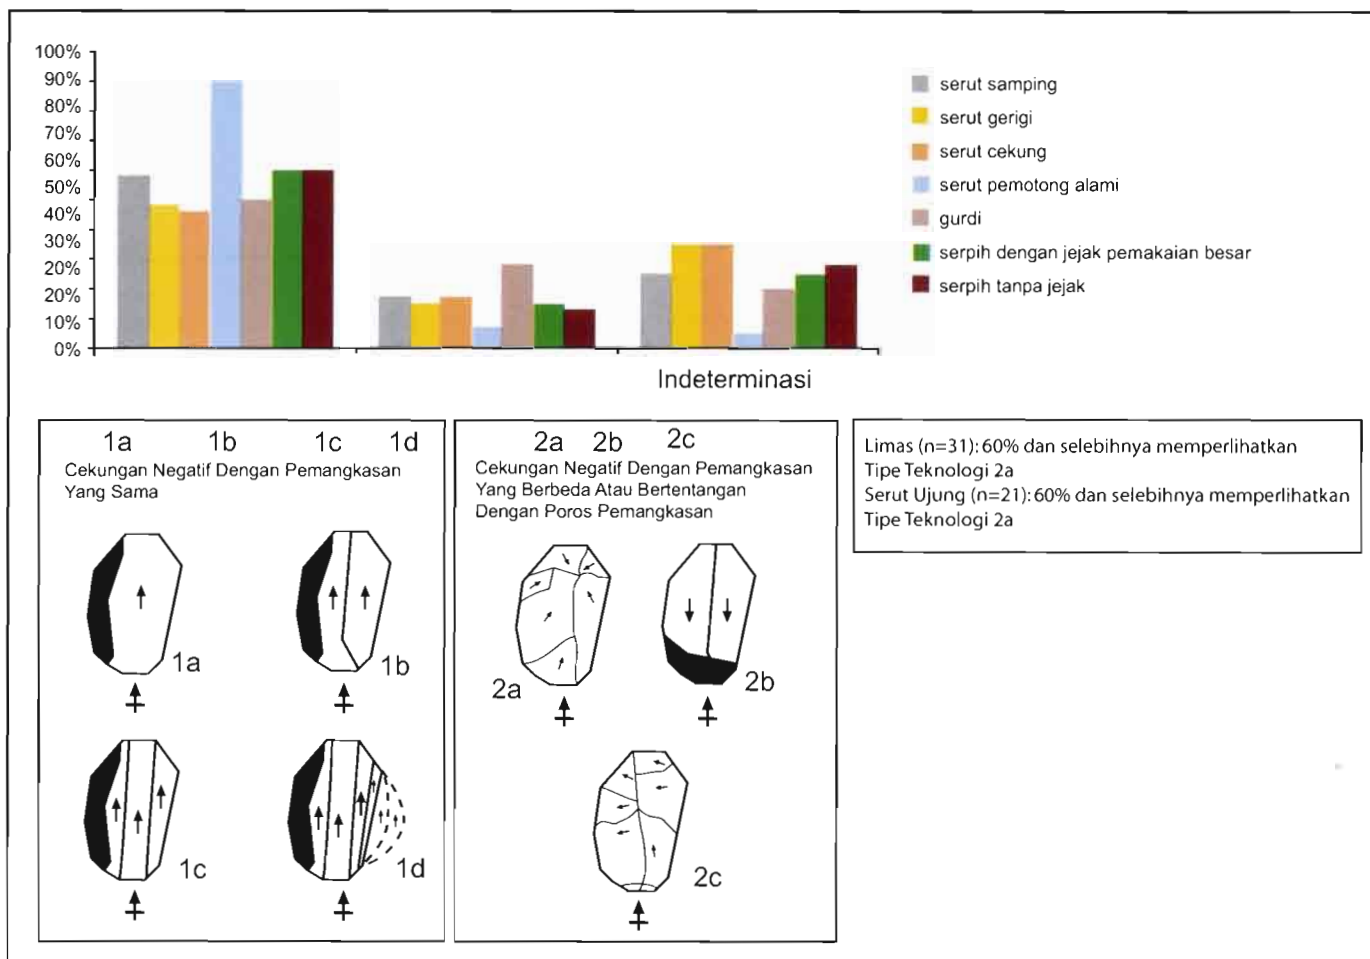 100%
90%
80%
70%
60%
50%
40%
30%
20%
20%
10%
0%
serut samping
serut gerigi
serut cekung
serut pemotong alami
gurdi
serpih dengan jejak pemakaian besar
serpih tanpa jejak
Indeterminasi
1a 1b 1c 1d
Cekungan Negatif Dengan Pemangkasan
Yang Sama
1a
1b
1c
1d
2a 2b 2c
Cekungan Negatif Dengan Pemangkasan
Yang Berbeda Atau Bertentangan
Dengan Poros Pemangkasan
2a
2b
2c
Limas (n=31): 60% dan selebihnya memperlihatkan
Tipe Teknologi 2a
Serut Ujung (n=21): 60% dan selebihnya memperlihatkan
Tipe Teknologi 2a